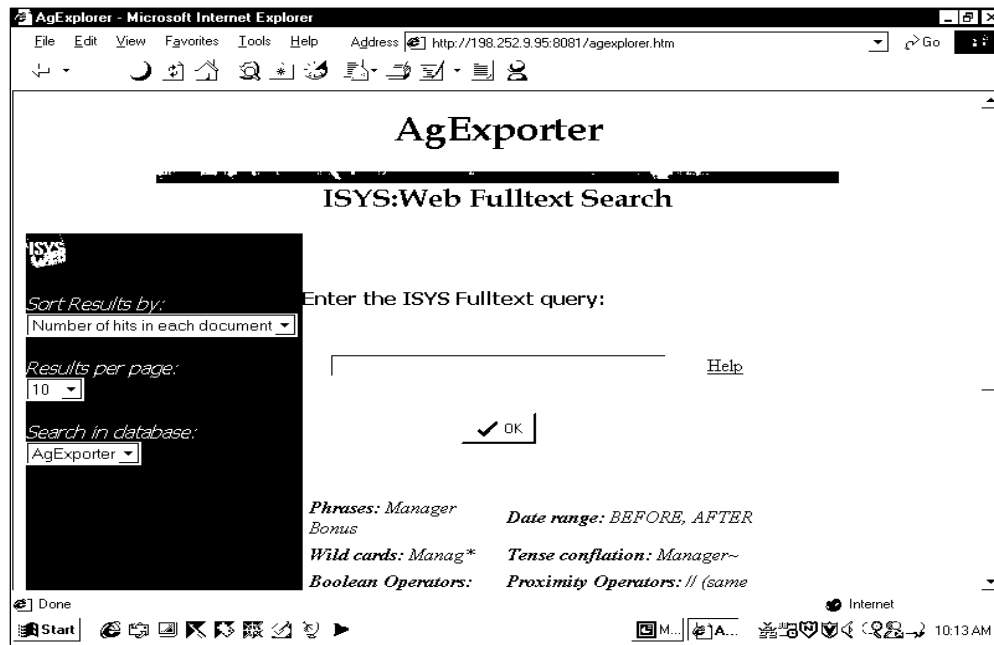 AgExplorer - Microsoft Internet Explorer
File Edit View Favorites Tools Help Address http://198.252.9.95:8081/agexplorer.htm Go
AgExporter
ISYS:Web Fulltext Search
ISYS
WEB
Sort Results by:
Number of hits in each document
Enter the ISYS Fulltext query:
Results per page:
10
Help
Search in database:
AgExporter
OK
Phrases: Manager
Bonus
Date range: BEFORE, AFTER
Wild cards: Manag*
Tense conflation: Manager~
Boolean Operators:
Proximity Operators: // (same
Done
Internet
Start
M...
A...
10:13 AM